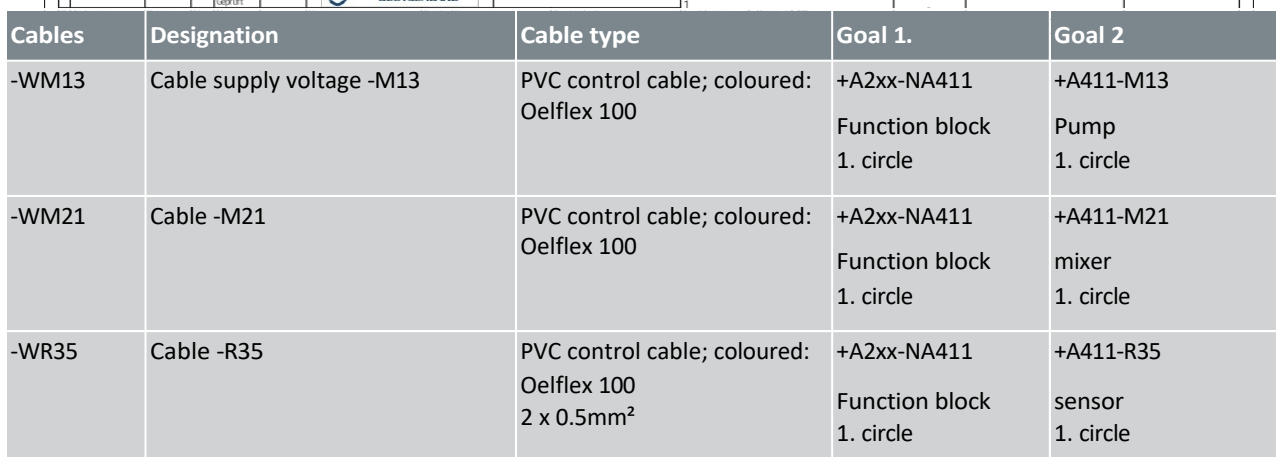 Geprüft
Cables Designation Cable type Goal 1. Goal 2
-WM13 Cable supply voltage -M13 PVC control cable; coloured: +A2xx-NA411 +A411-M13
Oelflex 100
Function block Pump
1. circle 1. circle
-WM21 Cable -M21 PVC control cable; coloured: +A2xx-NA411 +A411-M21
Oelflex 100
Function block mixer
1. circle 1. circle
-WR35 Cable -R35 PVC control cable; coloured: +A2xx-NA411 +A411-R35
Oelflex 100
Function block sensor
2 x 0.5mm²
1. circle 1. circle